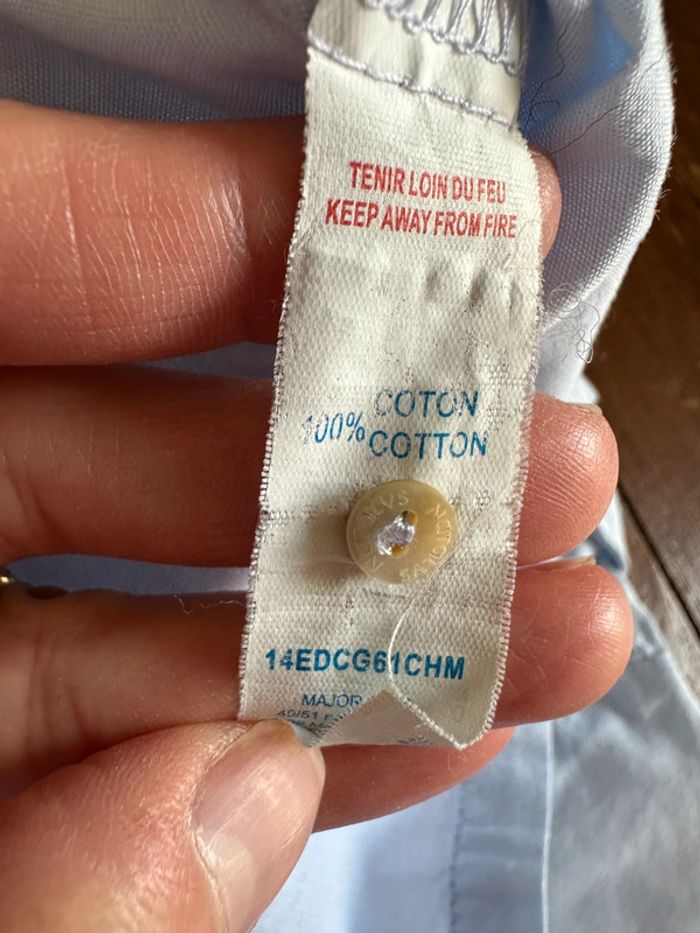 TENIR LOIN DU FEU
KEEP AWAY FROM FIRE
100% COTON
COTTON
14EDCG61CHM
MAJOR